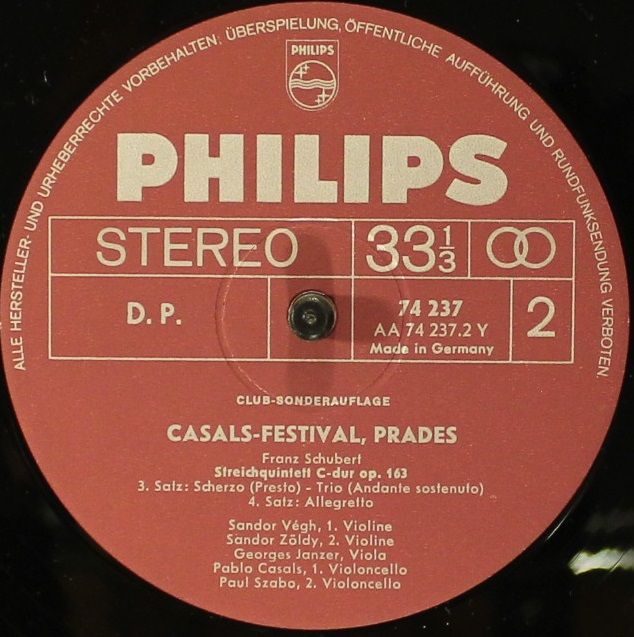 ALLE HERSTELLER- UND URHEBERRECHTE VORBEHALTEN; ÜBERSPIELUNG, ÖFFENTLICHE AUFFÜHRUNG UND RUNDFUNKSENDUNG VERBOTEN.
PHILIPS
PHILIPS
STEREO 33 1/3
D. P. 74 237 2
AA 74 237.2 Y
Made in Germany
CLUB-SONDERAUFLAGE
CASALS-FESTIVAL, PRADES
Franz Schubert
Streichquintett C-dur op. 163
3. Satz: Scherzo (Presto) - Trio (Andante sostenuto)
4. Satz: Allegretto
Sandor Végh, 1. Violine
Sandor Zöldy, 2. Violine
Georges Janzer, Viola
Pablo Casals, 1. Violoncello
Paul Szabo, 2. Violoncello